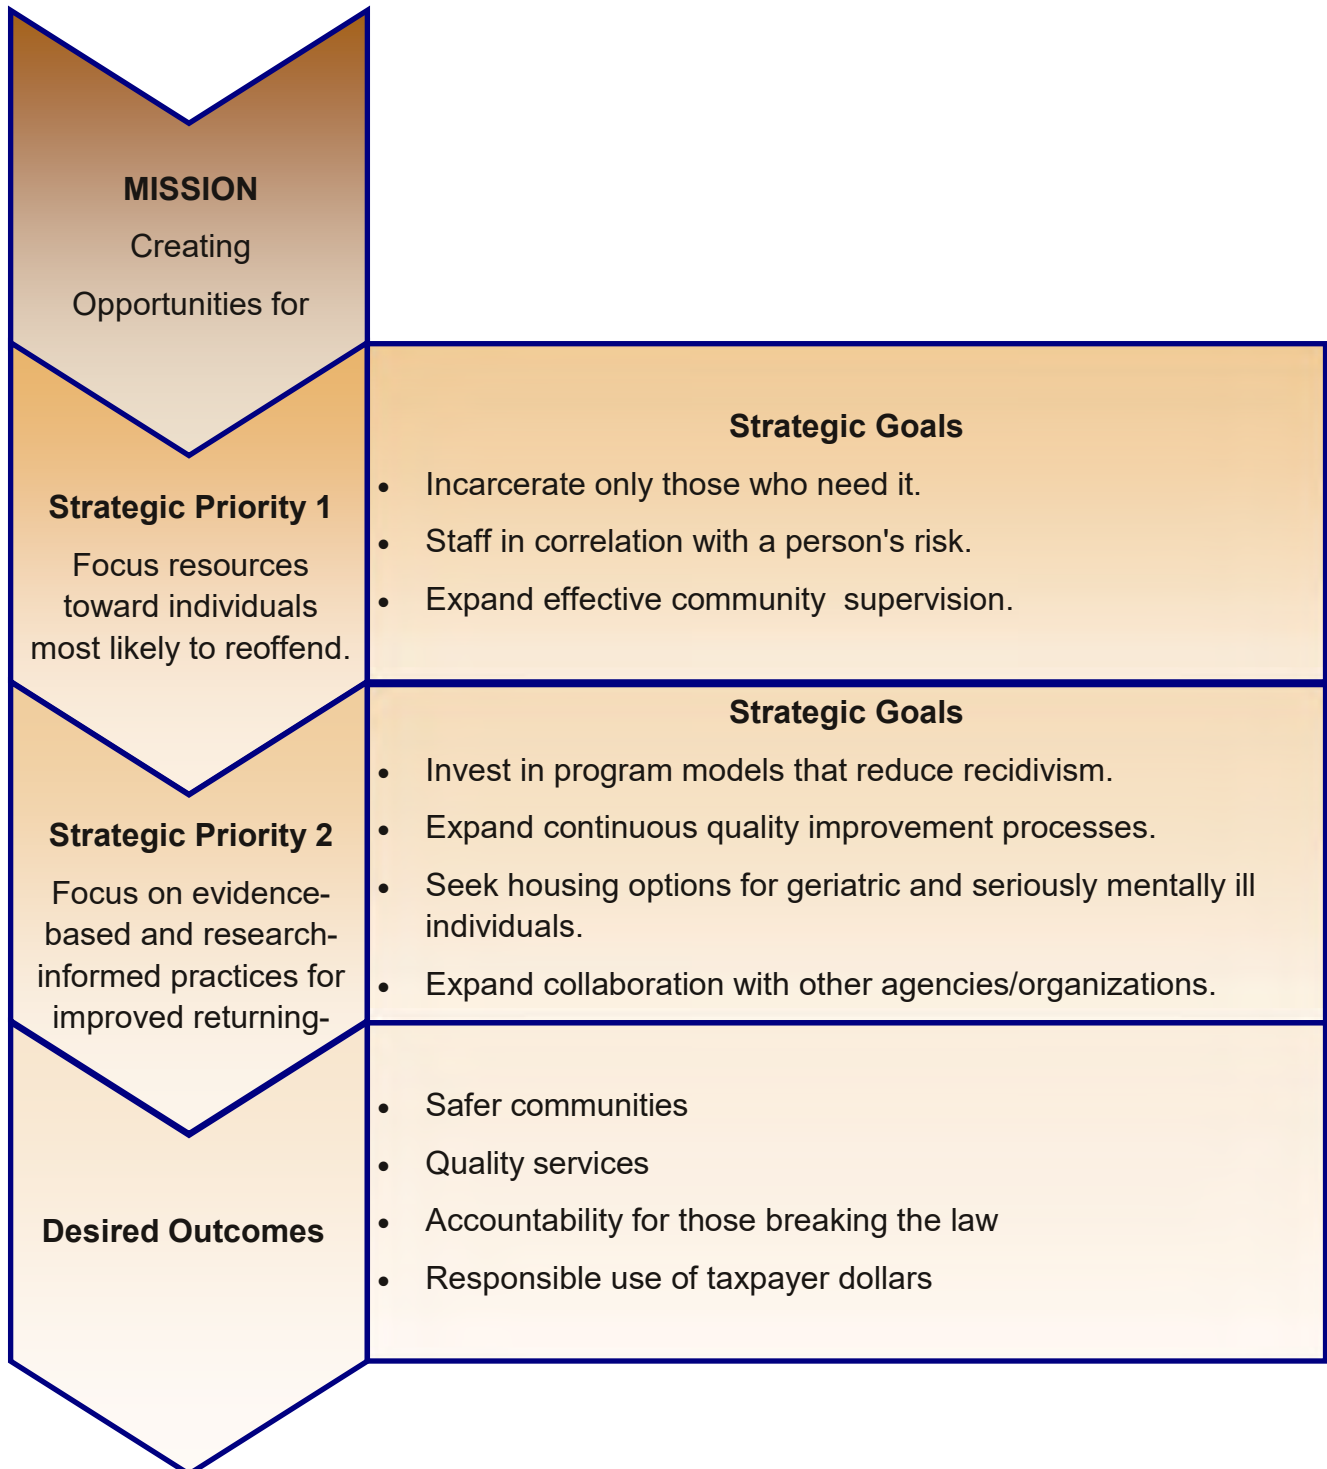 MISSION
Creating
Opportunities for
Strategic Priority 1
Focus resources
toward individuals
most likely to reoffend.
Strategic Goals
• Incarcerate only those who need it.
• Staff in correlation with a person's risk.
• Expand effective community  supervision.
Strategic Priority 2
Focus on evidence-
based and research-
informed practices for
improved returning-
Strategic Goals
• Invest in program models that reduce recidivism.
• Expand continuous quality improvement processes.
• Seek housing options for geriatric and seriously mentally ill
individuals.
• Expand collaboration with other agencies/organizations.
Desired Outcomes
• Safer communities
• Quality services
• Accountability for those breaking the law
• Responsible use of taxpayer dollars